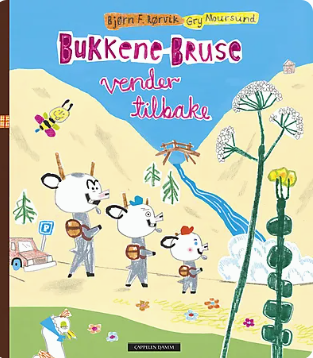 Bjørn F. Rørvik Gry Moursund
BUKKENE BRUSE
vender
tilbake
P
CAPPELEN DAMM